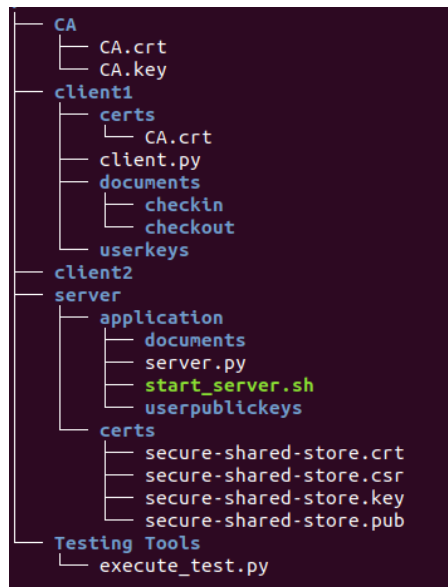 CA
CA.crt
CA.key
client1
certs
CA.crt
client.py
documents
checkin
checkout
userkeys
client2
server
application
documents
server.py
start_server.sh
userpublickeys
certs
secure-shared-store.crt
secure-shared-store.csr
secure-shared-store.key
secure-shared-store.pub
Testing Tools
execute_test.py